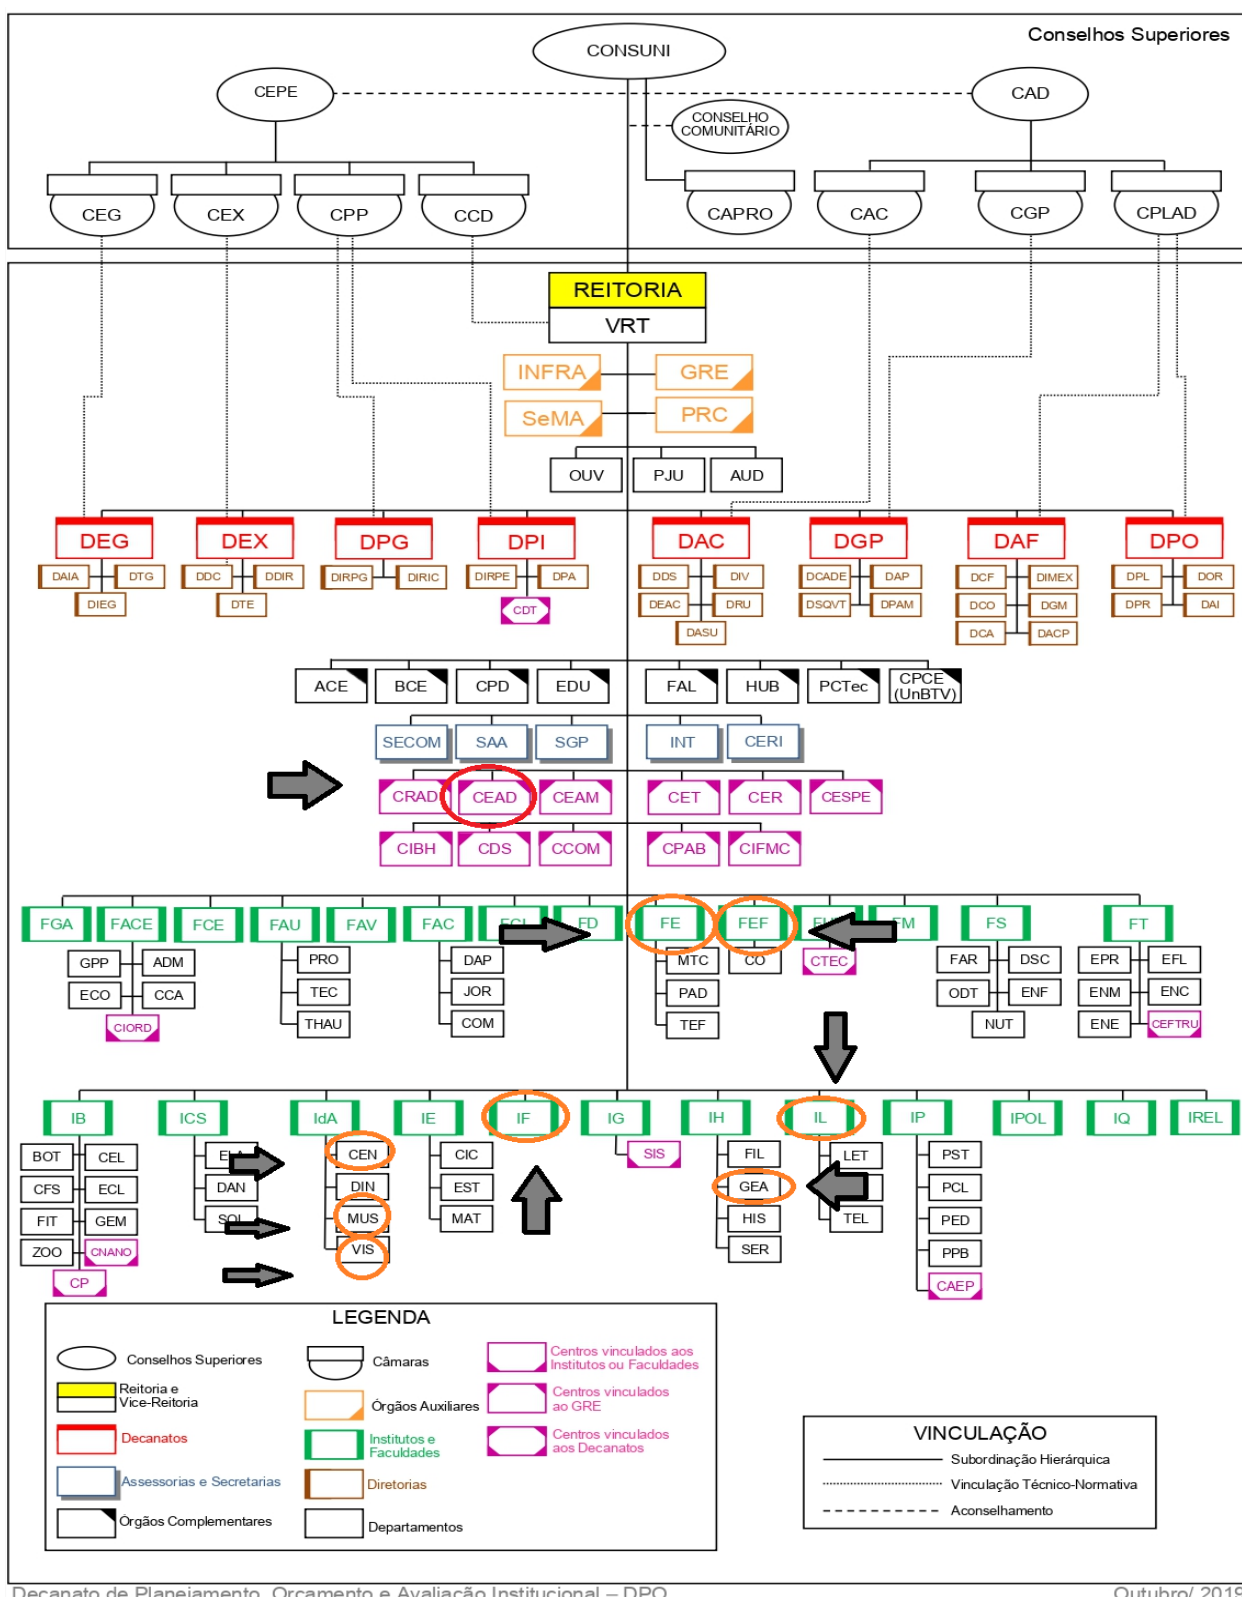 CONSUNI
Conselhos Superiores
CEPE
CAD
CONSELHO
COMUNITÁRIO
CEG CEX CPP CCD CAPRO CAC CGP CPLAD
REITORIA
VRT
INFRA GRE
SeMA PRC
OUV PJU AUD
DEG DEX DPG DPI DAC DGP DAF DPO
DAIA DTG DDC DDIR DIRPG DIRIC DIRPE DPA DDS DIV DCADE DAP DCF DIMEX DPL DOR
DIEG DTE CDT DEAC DRU DSQVT DPAM DCO DGM DPR DAI
DASU DCA DACP
ACE BCE CPD EDU FAL HUB PCTec CPCE
(UnBTV)
SECOM SAA SGP INT CERI
CRAD CEAD CEAM CET CER CESPE
CIBH CDS CCOM CPAB CIFMC
FGA FACE FCE FAU FAV FAC FD FE FEF FS FT
GPP ADM PRO DAP MTC CO CTEC FAR DSC EPR EFL
ECO CCA TEC JOR PAD ODT ENF ENM ENC
CIORD THAU COM TEF NUT ENE CEFTRU
IB ICS IdA IE IF IG IH IL IP IPOL IQ IREL
BOT CEL CEN CIC SIS FIL LET PST
CFS ECL DAN DIN EST GEA PCL
FIT GEM MUS MAT HIS TEL PED
ZOO CNANO VIS SER PPB
CP CAEP
LEGENDA
Conselhos Superiores
Câmaras
Centros vinculados aos
Institutos ou Faculdades
Reitoria e
Vice-Reitoria
Órgãos Auxiliares
Centros vinculados
ao GRE
Decanatos
Institutos e
Faculdades
Centros vinculados
aos Decanatos
Assessorias e Secretarias
Diretorias
Órgãos Complementares
Departamentos
VINCULAÇÃO
Subordinação Hierárquica
Vinculação Técnico-Normativa
Aconselhamento
Decanato de Planejamento, Orçamento e Avaliação Institucional – DPO
Outubro/ 2019